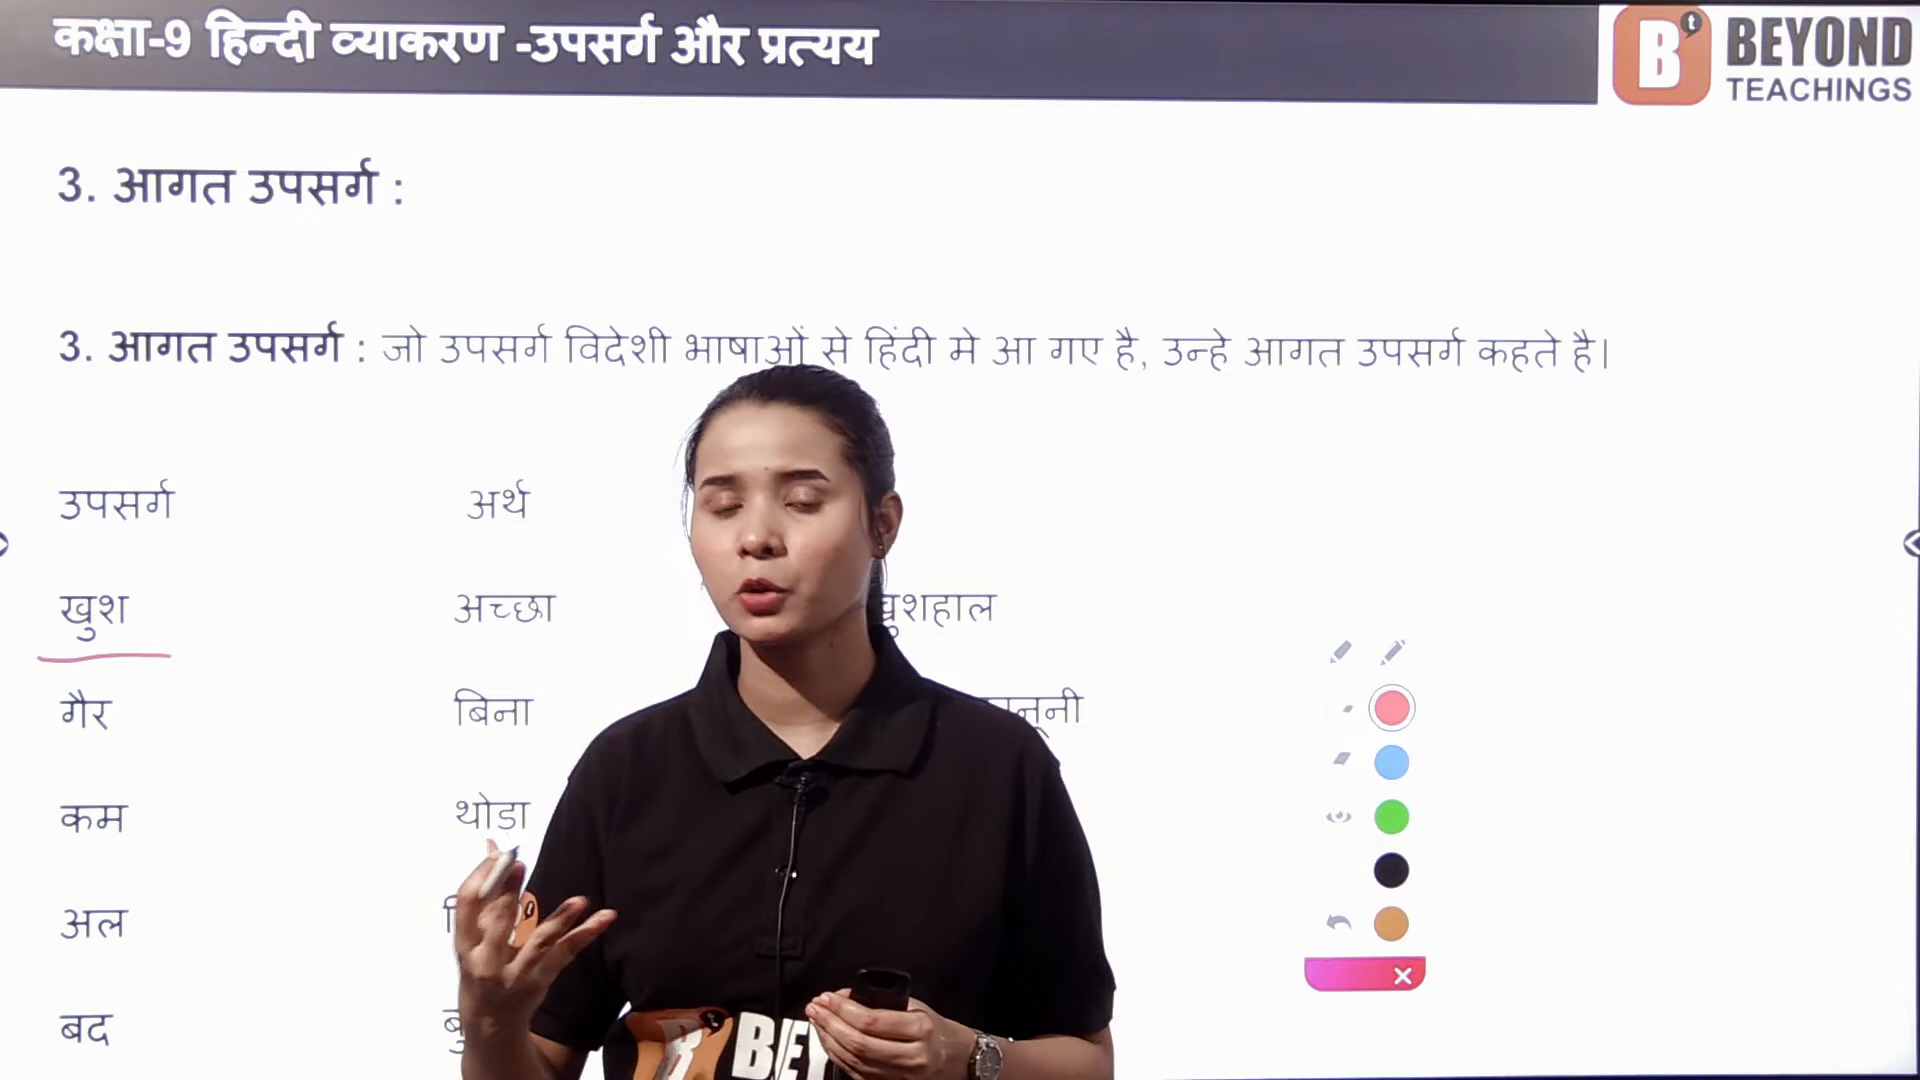 कक्षा-9 हिन्दी व्याकरण -उपसर्ग और प्रत्यय
B t BEYOND
TEACHINGS
3. आगत उपसर्ग :
3. आगत उपसर्ग : जो उपसर्ग विदेशी भाषाओं से हिंदी मे आ गए है, उन्हे आगत उपसर्ग कहते है।
उपसर्ग अर्थ
खुश अच्छा खुशहाल
गैर बिना
कम थोडा
अल
बद
B